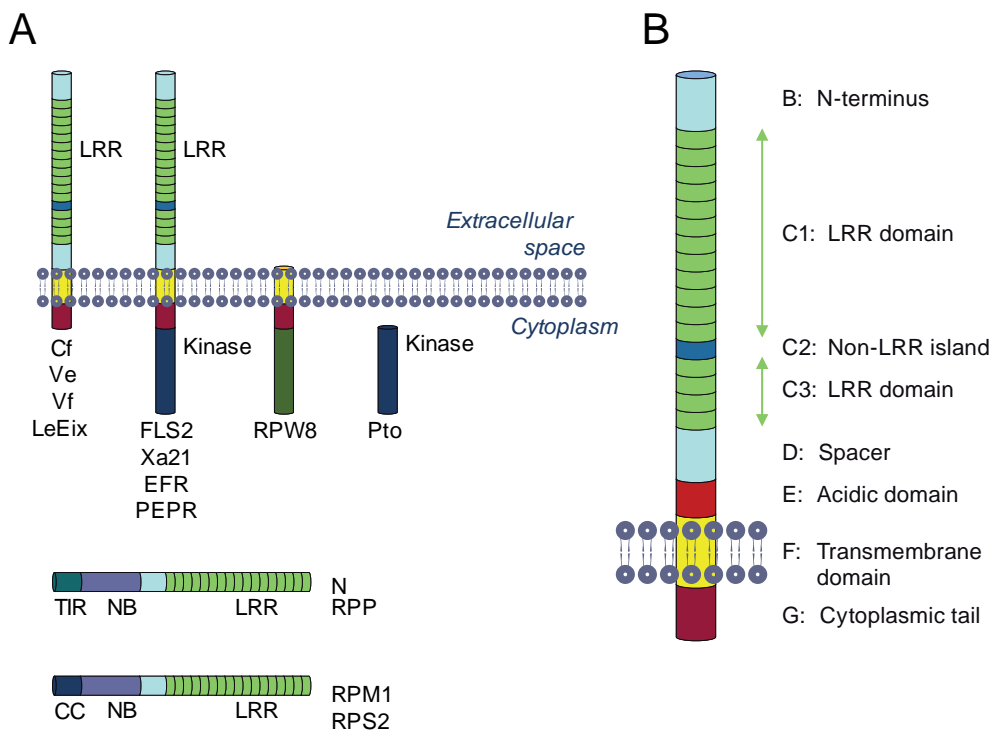 A
LRR
LRR
Extracellular
space
Cytoplasm
Cf
Ve
Vf
LeEix
Kinase
FLS2
Xa21
EFR
PEPR
RPW8
Kinase
Pto
TIR
NB
LRR
N
RPP
CC
NB
LRR
RPM1
RPS2
B
B: N-terminus
C1: LRR domain
C2: Non-LRR island
C3: LRR domain
D: Spacer
E: Acidic domain
F: Transmembrane
domain
G: Cytoplasmic tail